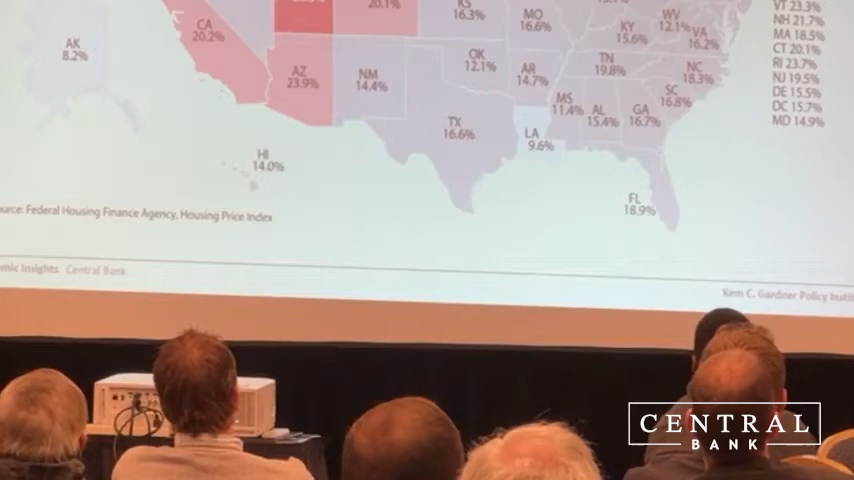 20.1%
KS
16.3%
MO
16.6%
WV
12.1%
KY
15.6%
VA
16.2%
VT 23.3%
NH 21.7%
MA 18.5%
CT 20.1%
RI 23.7%
NJ 19.5%
DE 15.5%
DC 15.7%
MD 14.9%
CA
20.2%
AK
8.2%
AZ
23.9%
NM
14.4%
OK
12.1%
AR
14.7%
TN
19.8%
NC
18.3%
SC
16.8%
MS
11.4%
AL
15.4%
GA
16.7%
TX
16.6%
LA
9.6%
HI
14.0%
FL
18.9%
ource: Federal Housing Finance Agency, Housing Price Index
omic Insights Central Bank
Kem C. Gardner Policy Instit
CENTRAL
BANK